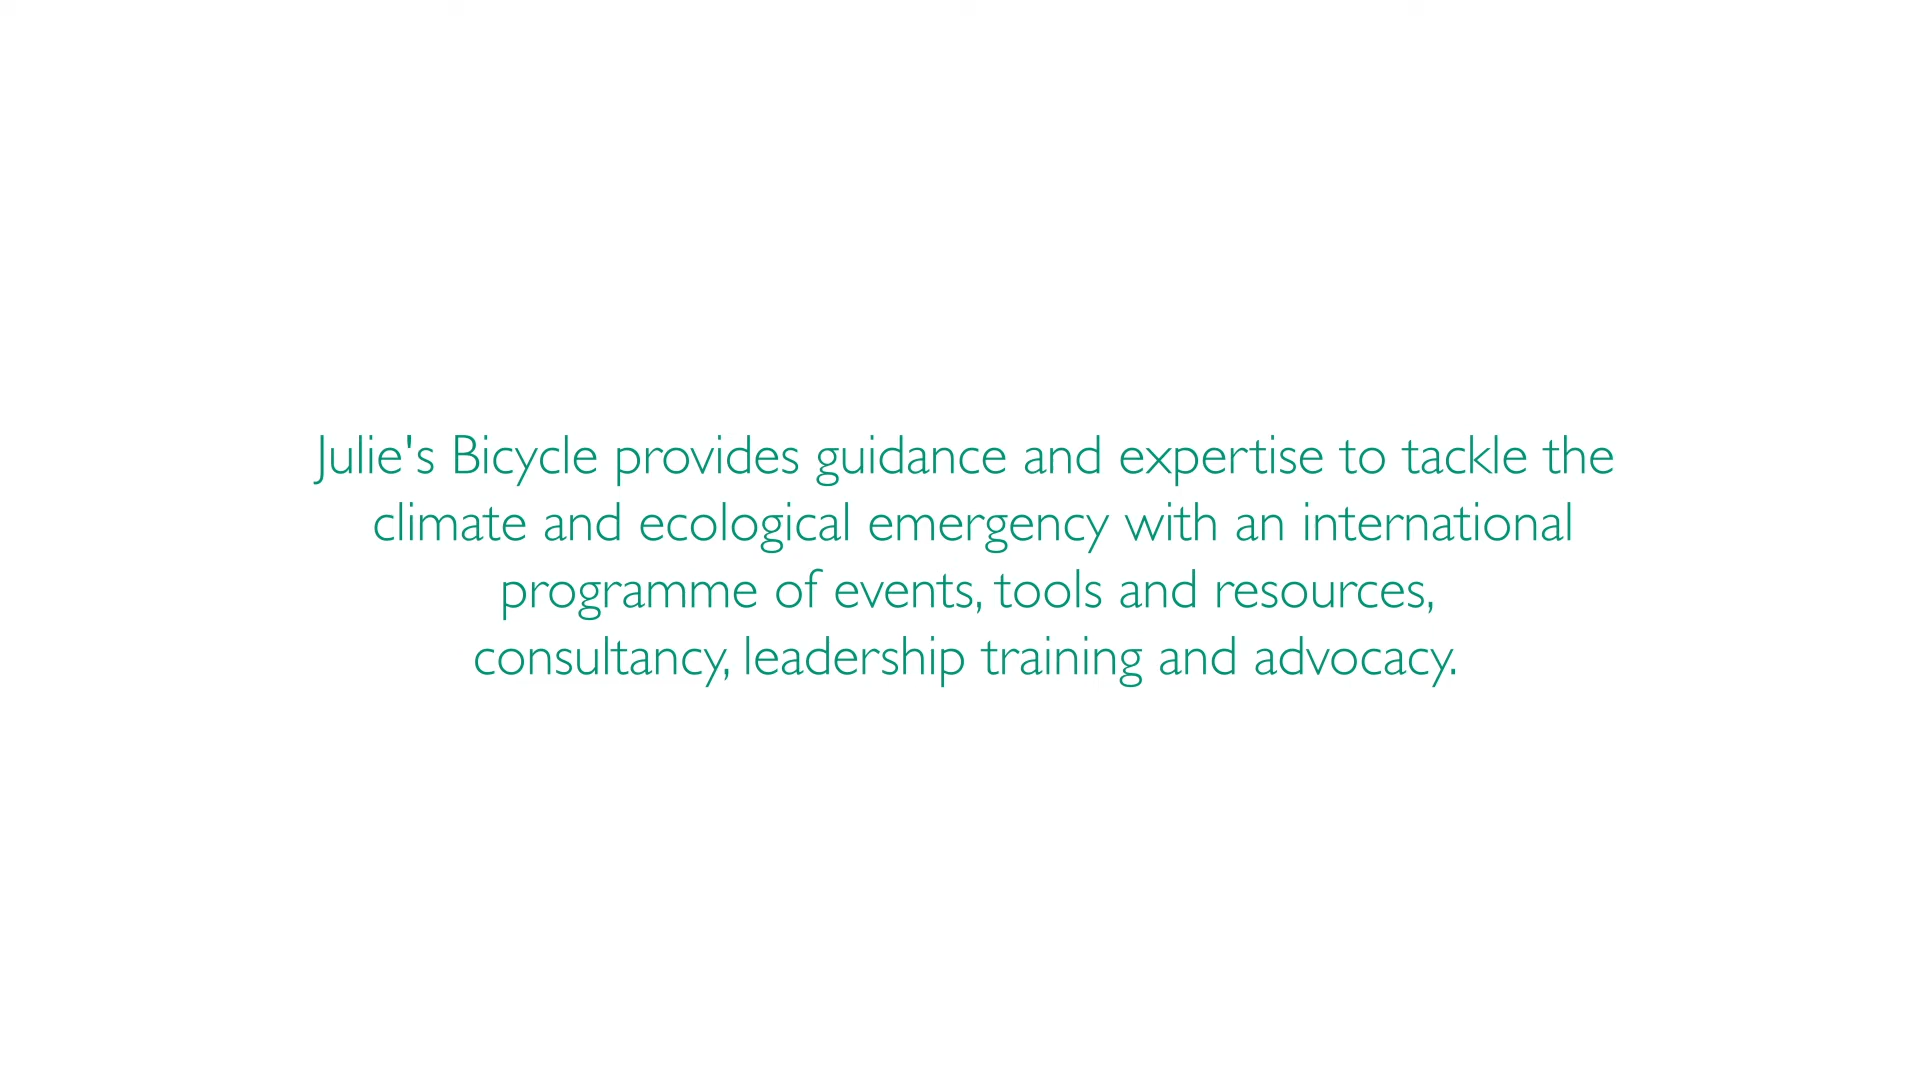 Julie's Bicycle provides guidance and expertise to tackle the
climate and ecological emergency with an international
programme of events, tools and resources,
consultancy, leadership training and advocacy.